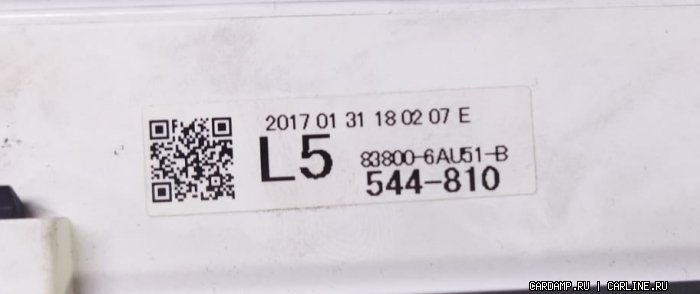 2017 01 31 18 02 07 E
L5
83800-6AU51-B
544-810
CARDAMP.RU | CARLINE.RU